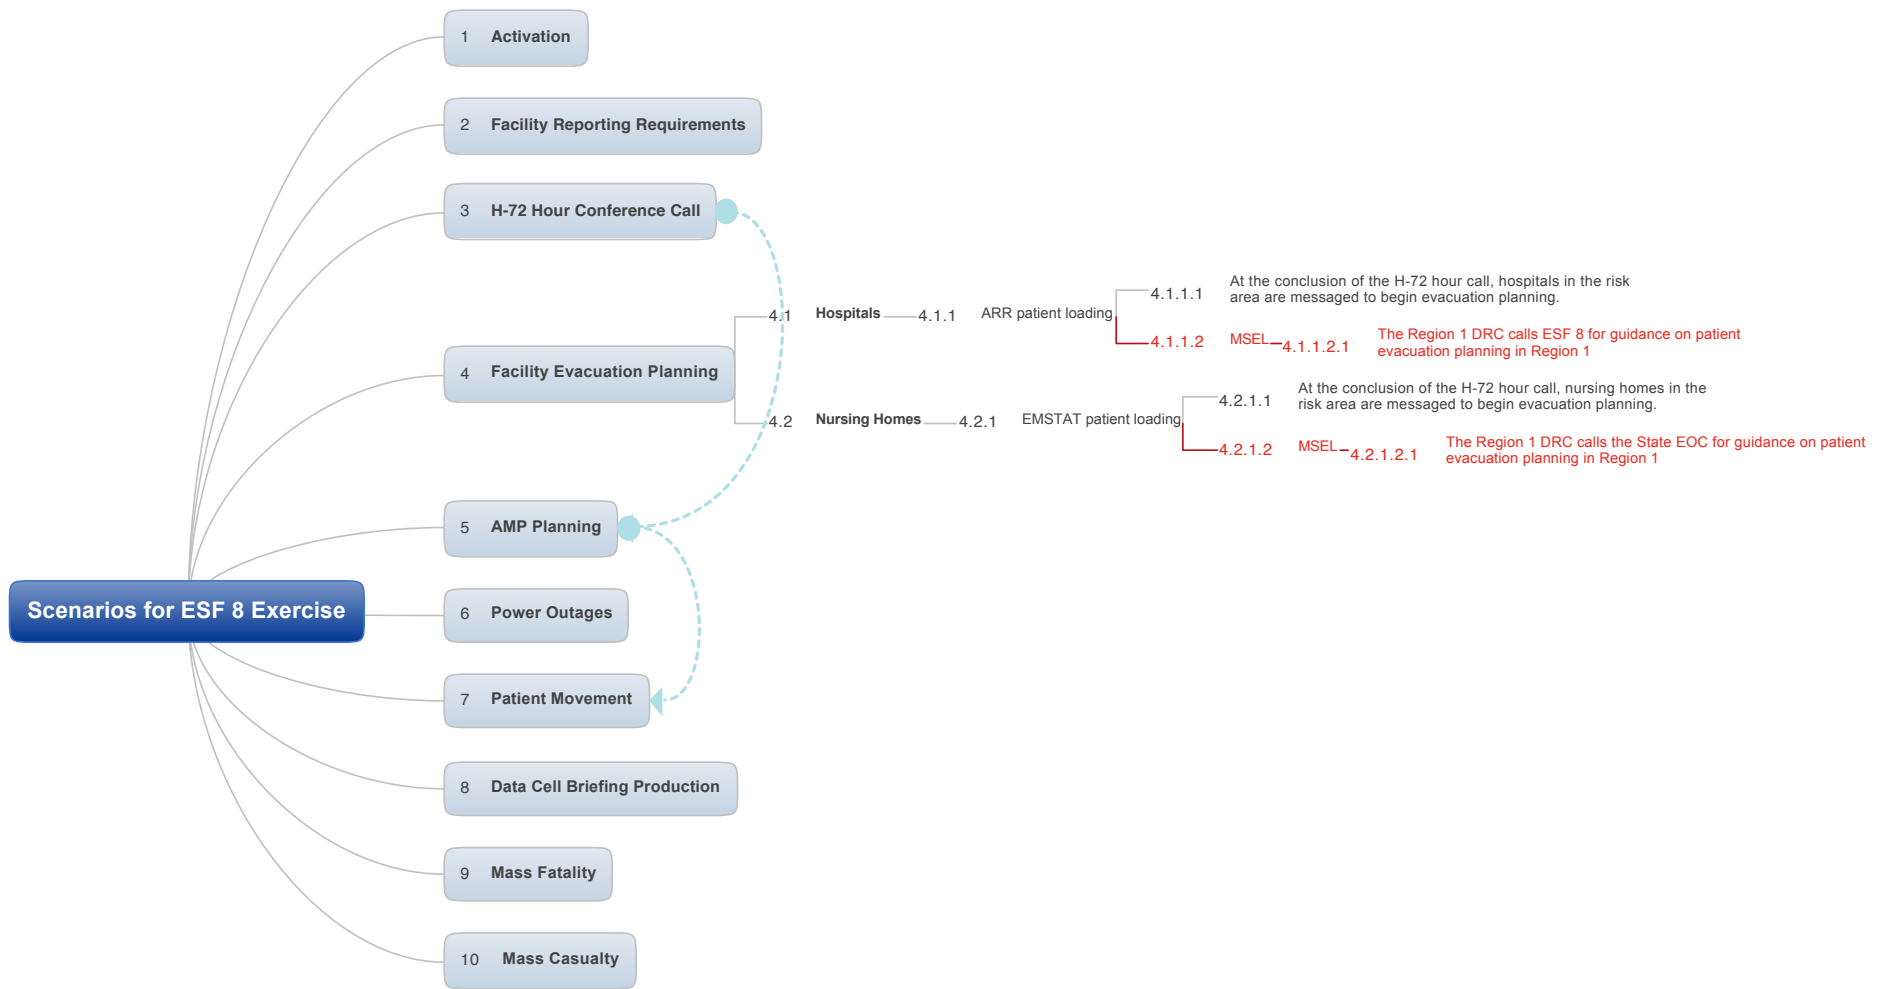 1 Activation
2 Facility Reporting Requirements
3 H-72 Hour Conference Call
4 Facility Evacuation Planning
4.1 Hospitals
4.1.1 ARR patient loading
4.1.1.1 At the conclusion of the H-72 hour call, hospitals in the risk
area are messaged to begin evacuation planning.
4.1.1.2 MSEL
4.1.1.2.1 The Region 1 DRC calls ESF 8 for guidance on patient
evacuation planning in Region 1
4.2 Nursing Homes
4.2.1 EMSTAT patient loading
4.2.1.1 At the conclusion of the H-72 hour call, nursing homes in the
risk area are messaged to begin evacuation planning.
4.2.1.2 MSEL
4.2.1.2.1 The Region 1 DRC calls the State EOC for guidance on patient
evacuation planning in Region 1
5 AMP Planning
Scenarios for ESF 8 Exercise
6 Power Outages
7 Patient Movement
8 Data Cell Briefing Production
9 Mass Fatality
10 Mass Casualty